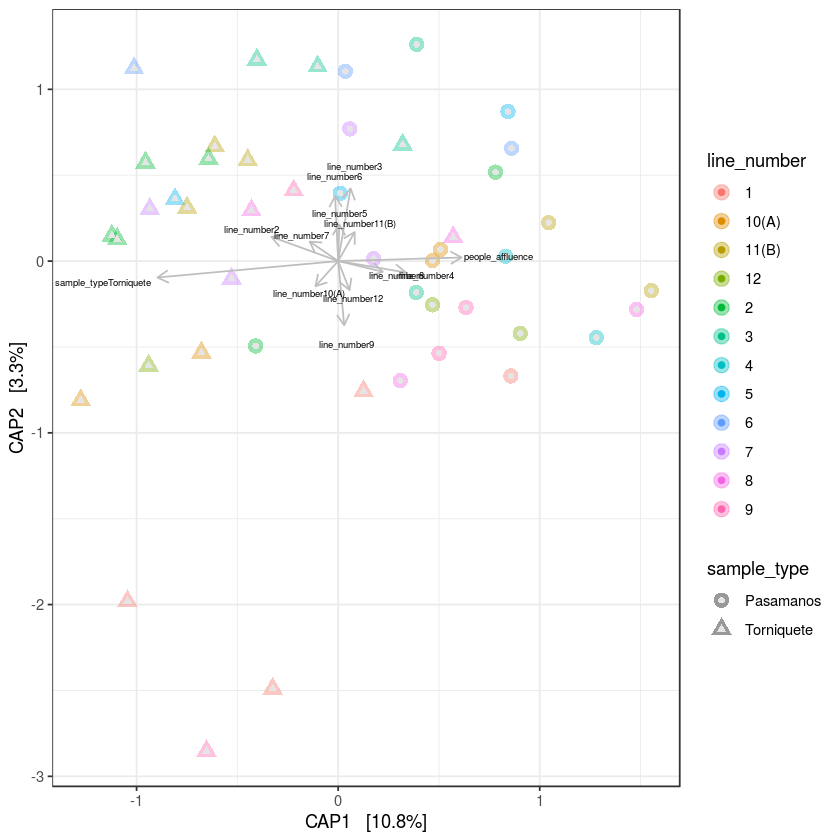 line_number3
line_number6
line_number5
line_number11(B)
line_number2
line_number7
people_affluence
sample_typeTorniquete
line_number4
line_number10(A)
line_number12
line_number9
1
0
-1
-2
-3
-1
0
1
CAP1 [10.8%]
CAP2 [3.3%]
line_number
1
10(A)
11(B)
12
2
3
4
5
6
7
8
9
sample_type
Pasamanos
Torniquete